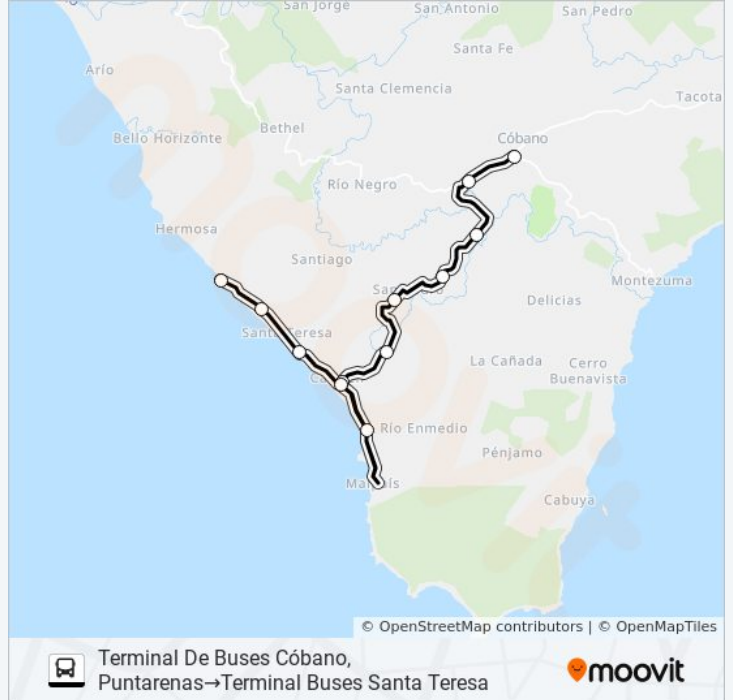 San Jorge
San Antonio
San Pedro
Santa Fe
Arío
Santa Clemencia
Tacota
Bethel
Bello Horizonte
Cóbano
Río Negro
Hermosa
Santiago
Montezuma
Delicias
Santa Teresa
La Cañada
Cerro
Buenavista
Río Enmedio
Pénjamo
Cabuya
© OpenStreetMap contributors | © OpenMapTiles
Terminal De Buses Cóbano,
Puntarenas→Terminal Buses Santa Teresa
moovit